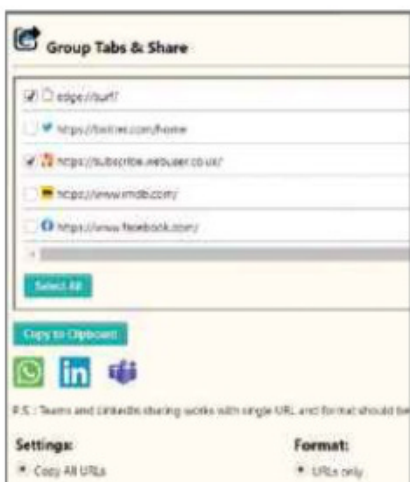 Group Tabs & Share
edge://surf/
https://twitter.com/home
https://subscribe.webuser.co.uk/
https://www.imdb.com/
https://www.facebook.com/
Select All
Copy to Clipboard
in
P.S. : Teams and LinkedIn sharing works with single URL and format should be
Settings: Format:
Copy All URLs URLs only